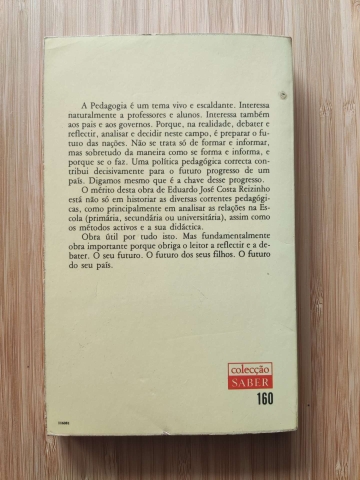 A Pedagogia é um tema vivo e escaldante. Interessa
naturalmente a professores e alunos. Interessa também
aos pais e aos governos. Porque, na realidade, debater e
reflectir, analisar e decidir neste campo, é preparar o fu-
turo das nações. Não se trata só de formar e informar,
mas sobretudo da maneira como se forma e informa, e
porque se o faz. Uma política pedagógica correcta contri-
bui decisivamente para o futuro progresso de um
país. Digamos mesmo que é a chave desse progresso.
O mérito desta obra de Eduardo José Costa Reizinho
está não só em historiar as diversas correntes pedagógi-
cas, como principalmente em analisar as relações na Es-
cola (primária, secundária ou universitária), assim como
os métodos activos e a sua didáctica.
Obra útil por tudo isto. Mas fundamentalmente
obra importante porque obriga o leitor a reflectir e a de-
bater. O seu futuro. O futuro dos seus filhos. O futuro
do seu país.
colecção
SABER
160